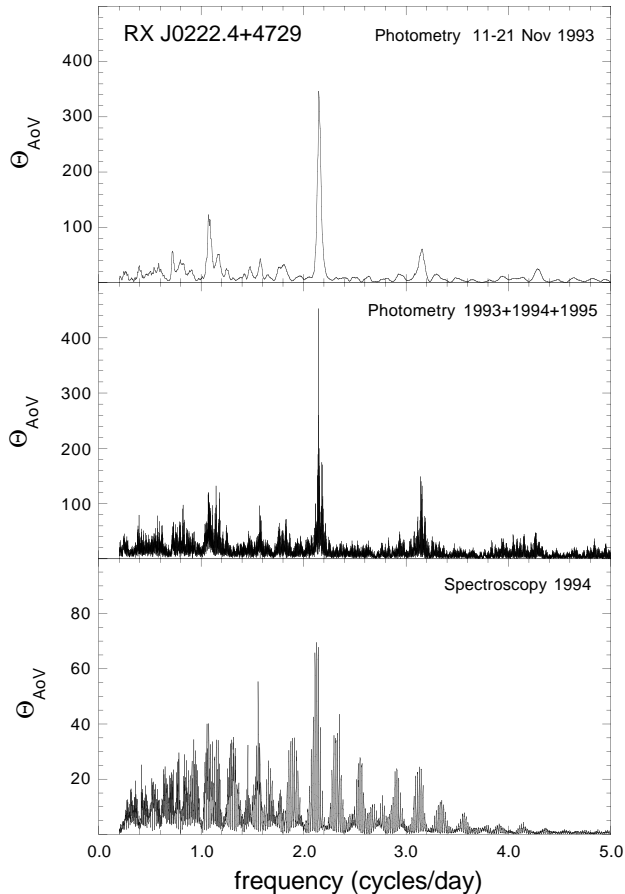 RX J0222.4+4729
Photometry 11-21 Nov 1993
400
300
200
100
Θ_AoV
Photometry 1993+1994+1995
400
300
200
100
Θ_AoV
Spectroscopy 1994
80
60
40
20
Θ_AoV
0.0 1.0 2.0 3.0 4.0 5.0
frequency (cycles/day)